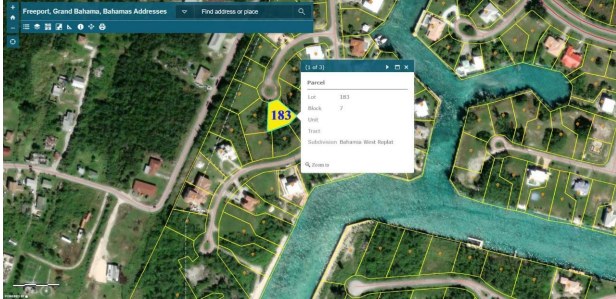 Freeport, Grand Bahama, Bahamas Addresses
Find address or place
(1 of 3)
Parcel
Lot 183
Block 7
Unit
Tract
Subdivision Bahamia West Replat
Zoom to
183